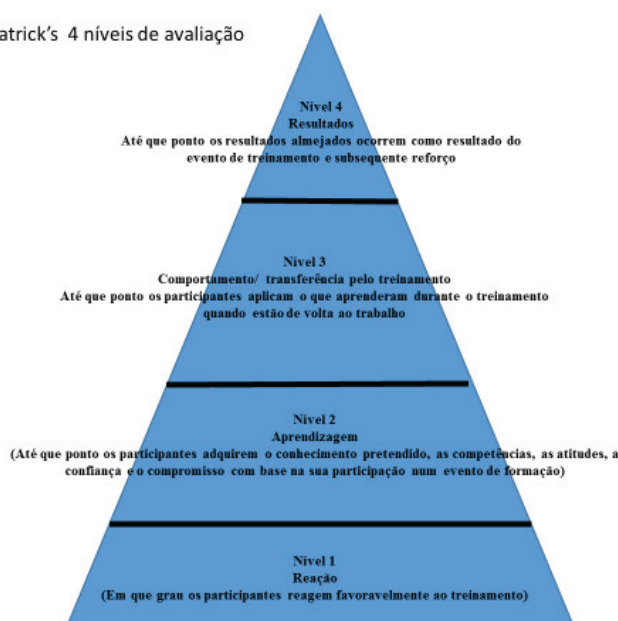 atrick's 4 níveis de avaliação
Nível 4
Resultados
Até que ponto os resultados almejados ocorrem como resultado do
evento de treinamento e subsequente reforço
Nível 3
Comportamento/ transferência pelo treinamento
Até que ponto os participantes aplicam o que aprenderam durante o treinamento
quando estão de volta ao trabalho
Nível 2
Aprendizagem
(Até que ponto os participantes adquirem o conhecimento pretendido, as competências, as atitudes, a
confiança e o compromisso com base na sua participação num evento de formação)
Nível 1
Reação
(Em que grau os participantes reagem favoravelmente ao treinamento)